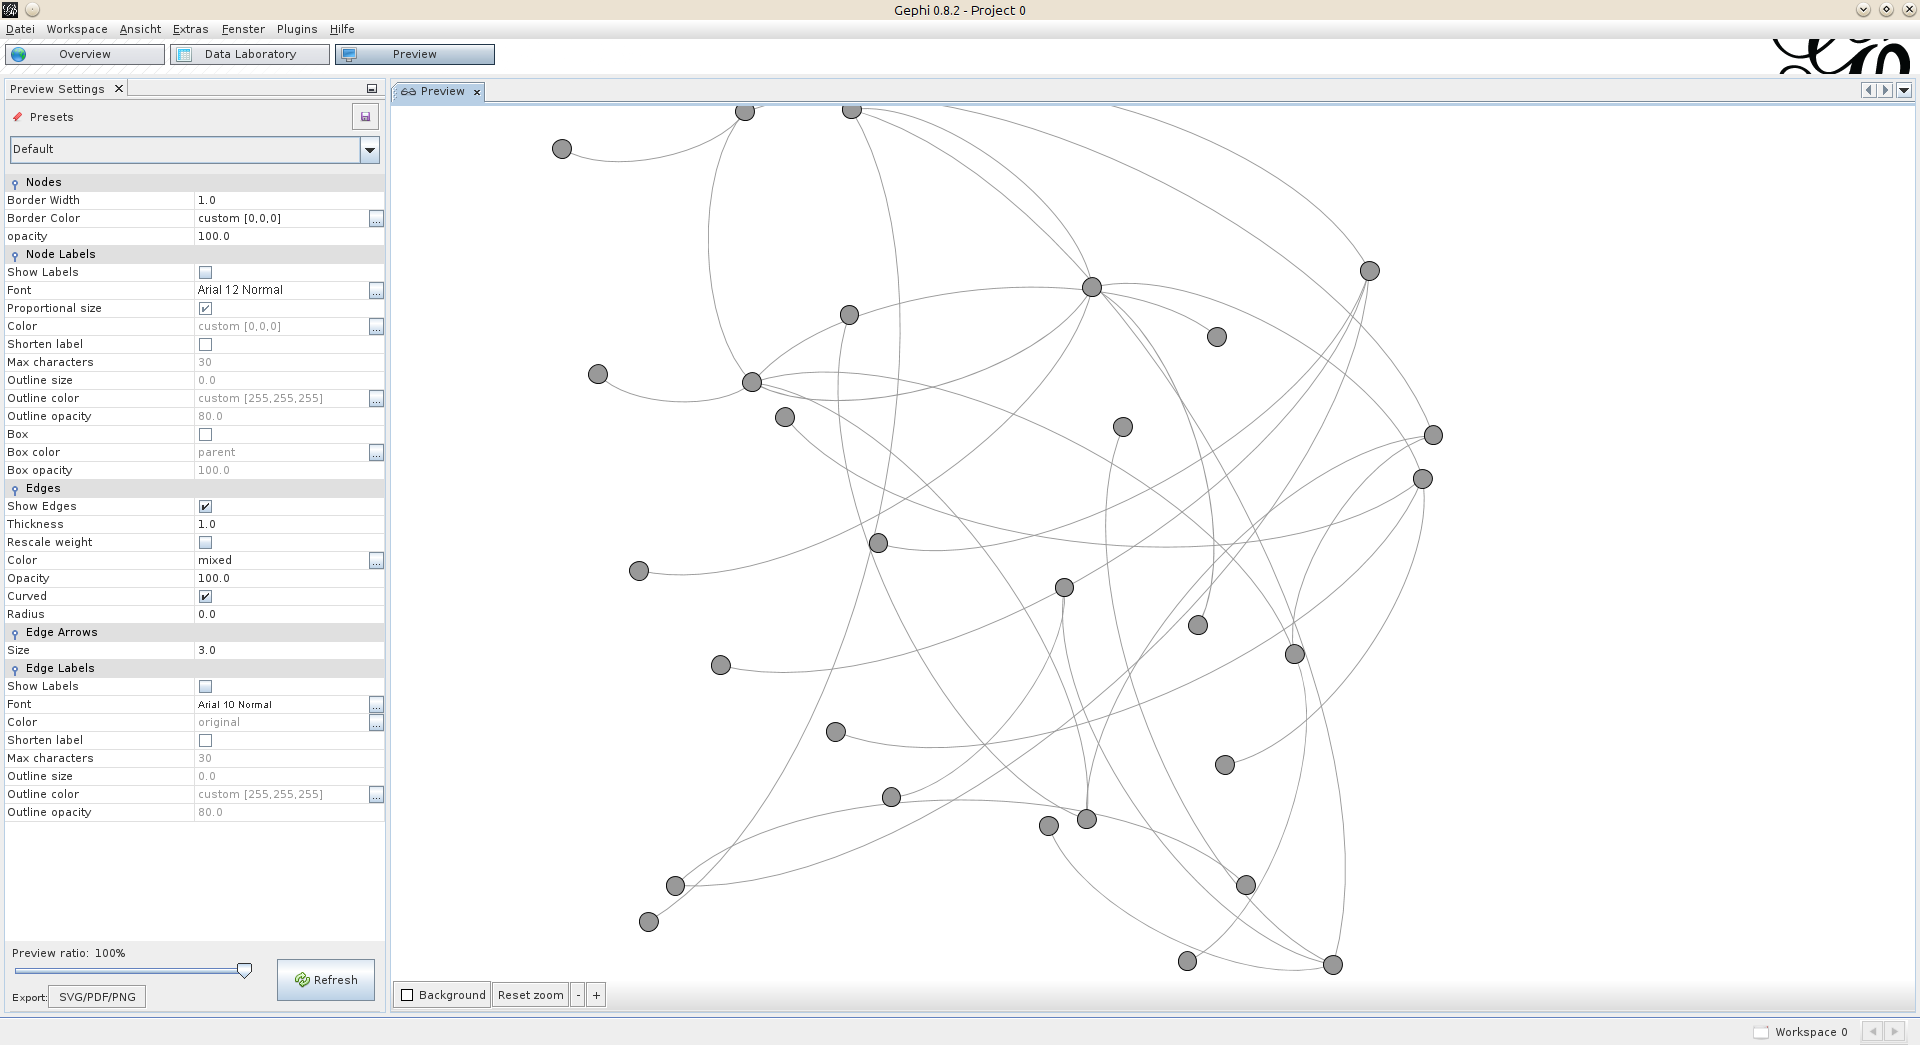 Gephi 0.8.2 - Project 0
Datei Workspace Ansicht Extras Fenster Plugins Hilfe
Overview Data Laboratory Preview
Preview Settings
Presets
Default
Nodes
Border Width 1.0
Border Color custom [0,0,0] ...
opacity 100.0
Node Labels
Show Labels
Font Arial 12 Normal ...
Proportional size
Color custom [0,0,0] ...
Shorten label
Max characters 30
Outline size 0.0
Outline color custom [255,255,255] ...
Outline opacity 80.0
Box
Box color parent ...
Box opacity 100.0
Edges
Show Edges
Thickness 1.0
Rescale weight
Color mixed ...
Opacity 100.0
Curved
Radius 0.0
Edge Arrows
Size 3.0
Edge Labels
Show Labels
Font Arial 10 Normal ...
Color original ...
Shorten label
Max characters 30
Outline size 0.0
Outline color custom [255,255,255] ...
Outline opacity 80.0
Preview ratio: 100%
Refresh
Export: SVG/PDF/PNG
Preview
Background Reset zoom - +
Workspace 0